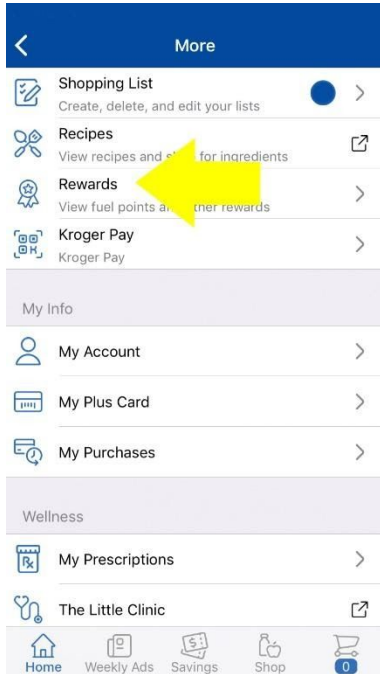 More
Shopping List
Create, delete, and edit your lists
Recipes
View recipes and for ingredients
Rewards
View fuel points rewards
Kroger Pay
Kroger Pay
My Info
My Account
My Plus Card
My Purchases
Wellness
My Prescriptions
The Little Clinic
Home Weekly Ads Savings Shop 0